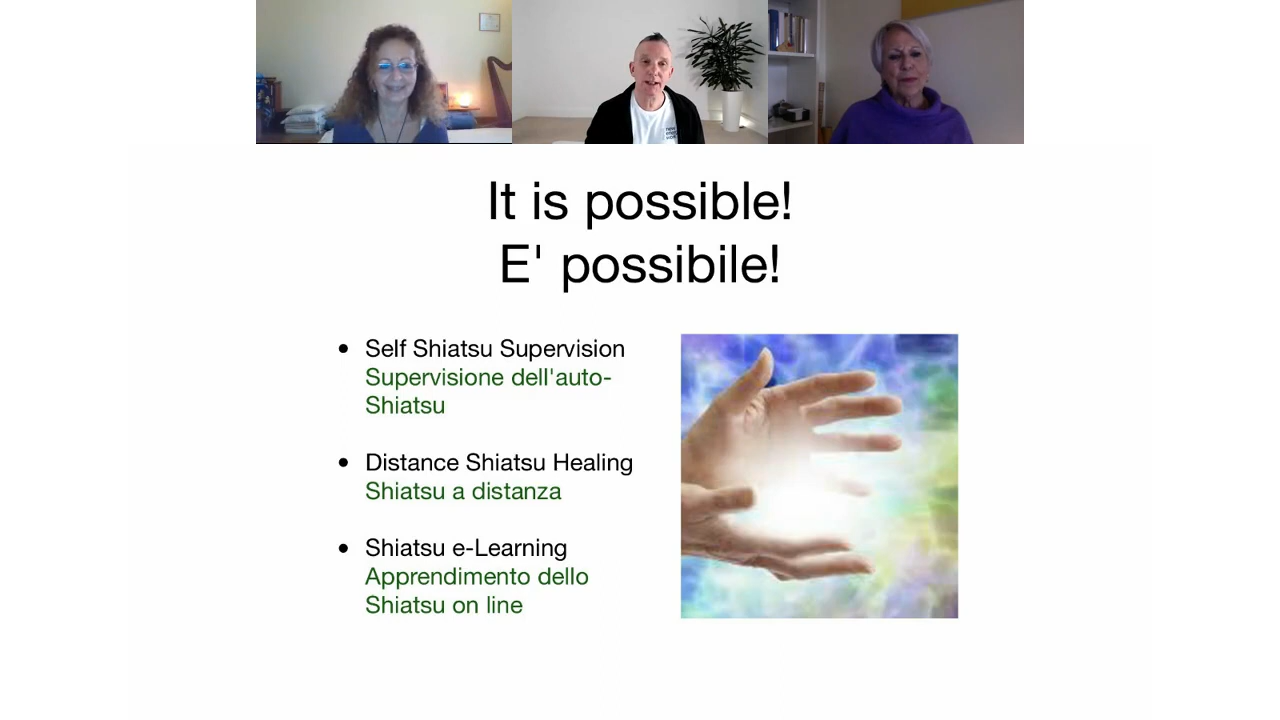 It is possible!
E' possibile!
• Self Shiatsu Supervision
Supervisione dell'auto-
Shiatsu
• Distance Shiatsu Healing
Shiatsu a distanza
• Shiatsu e-Learning
Apprendimento dello
Shiatsu on line